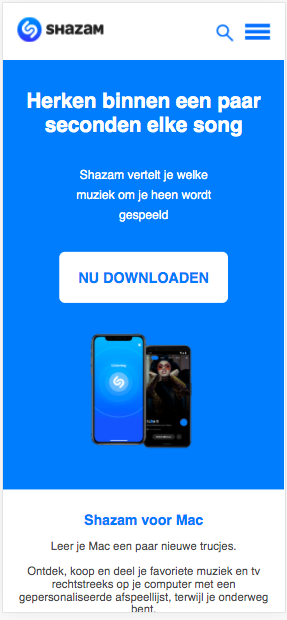 SHAZAM
Herken binnen een paar
seconden elke song
Shazam vertelt je welke
muziek om je heen wordt
gespeeld
NU DOWNLOADEN
Shazam voor Mac
Leer je Mac een paar nieuwe trucjes.
Ontdek, koop en deel je favoriete muziek en tv
rechtstreeks op je computer met een
gepersonaliseerde afspeellijst, terwijl je onderweg
bent.